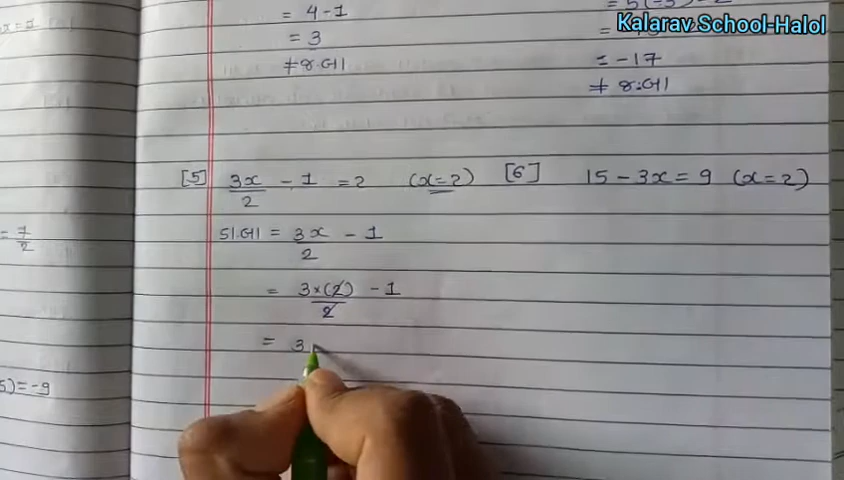 x=1
= 4-1
= 3
≠ જ.બા
Kalarav School-Halol
= -17
≠ જ.બા
[5] 3x/2 - 1 = 2 (x=2)
ડા.બા = 3x/2 - 1
= 3×(2)/2 - 1
= 3
[6] 15 - 3x = 9 (x=2)
= 7/2
5)=-9